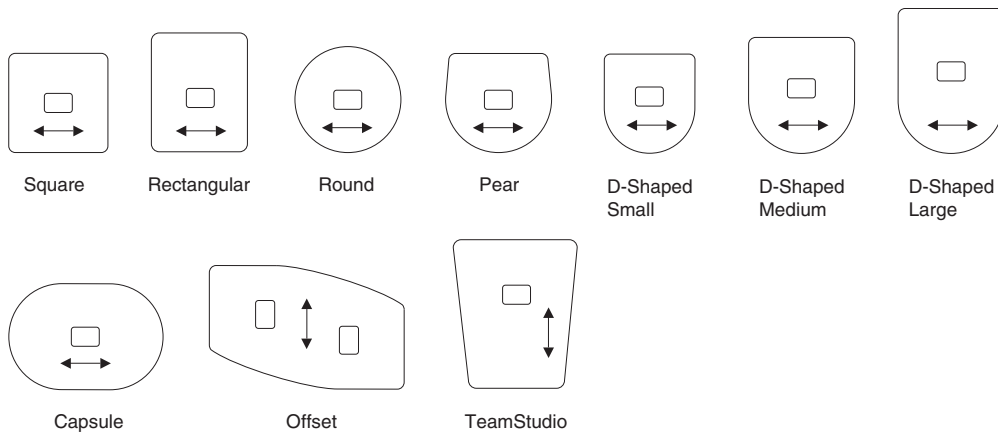 Square
Rectangular
Round
Pear
D-Shaped
Small
D-Shaped
Medium
D-Shaped
Large
Capsule
Offset
TeamStudio